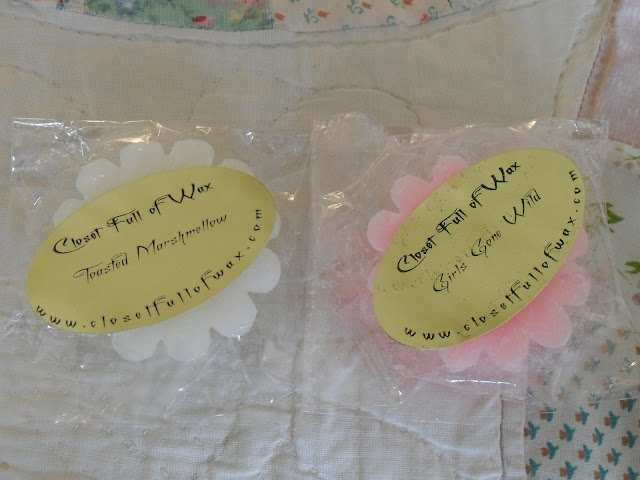 Closet Full of Wax
Toasted Marshmellow
www.closetfullofwax.com
Closet Full of Wax
Girls Gone Wild
www.closetfullofwax.com